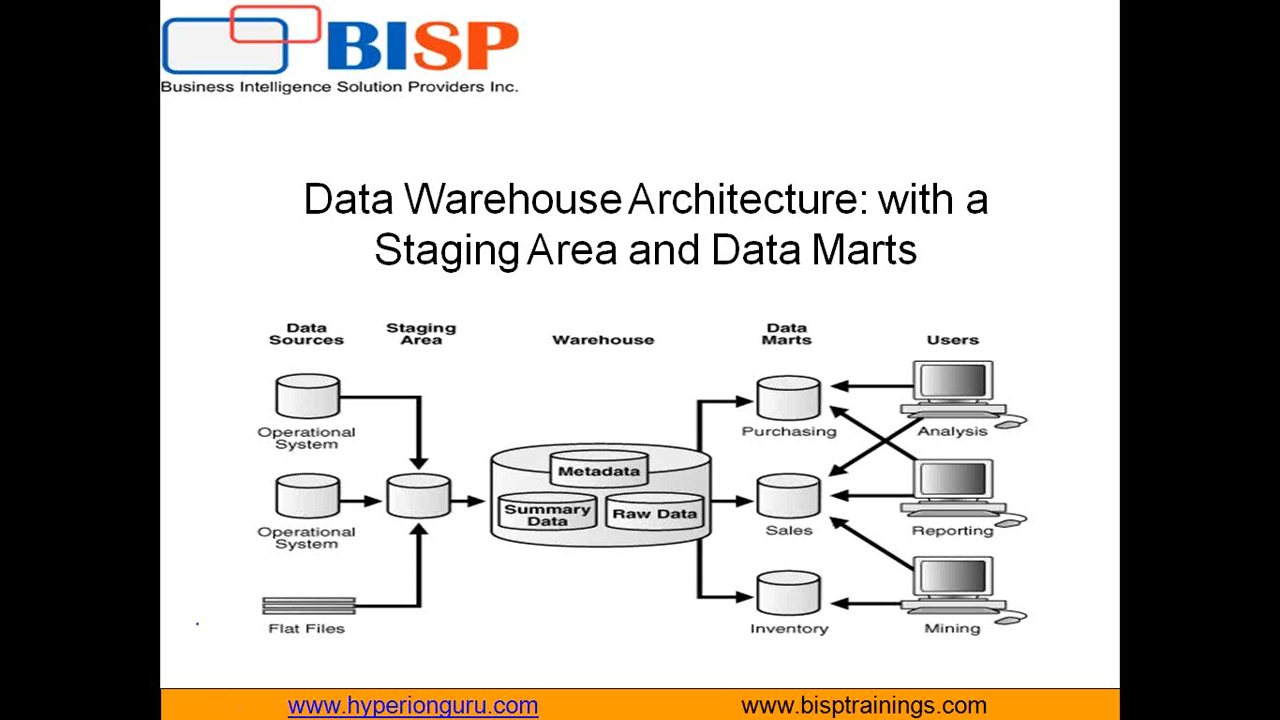 BISP
Business Intelligence Solution Providers Inc.
Data Warehouse Architecture: with a
Staging Area and Data Marts
Data
Sources
Staging
Area
Warehouse
Data
Marts
Users
Operational
System
Operational
System
Flat Files
Metadata
Summary
Data
Raw Data
Purchasing
Sales
Inventory
Analysis
Reporting
Mining
www.hyperionguru.com
www.bisptrainings.com